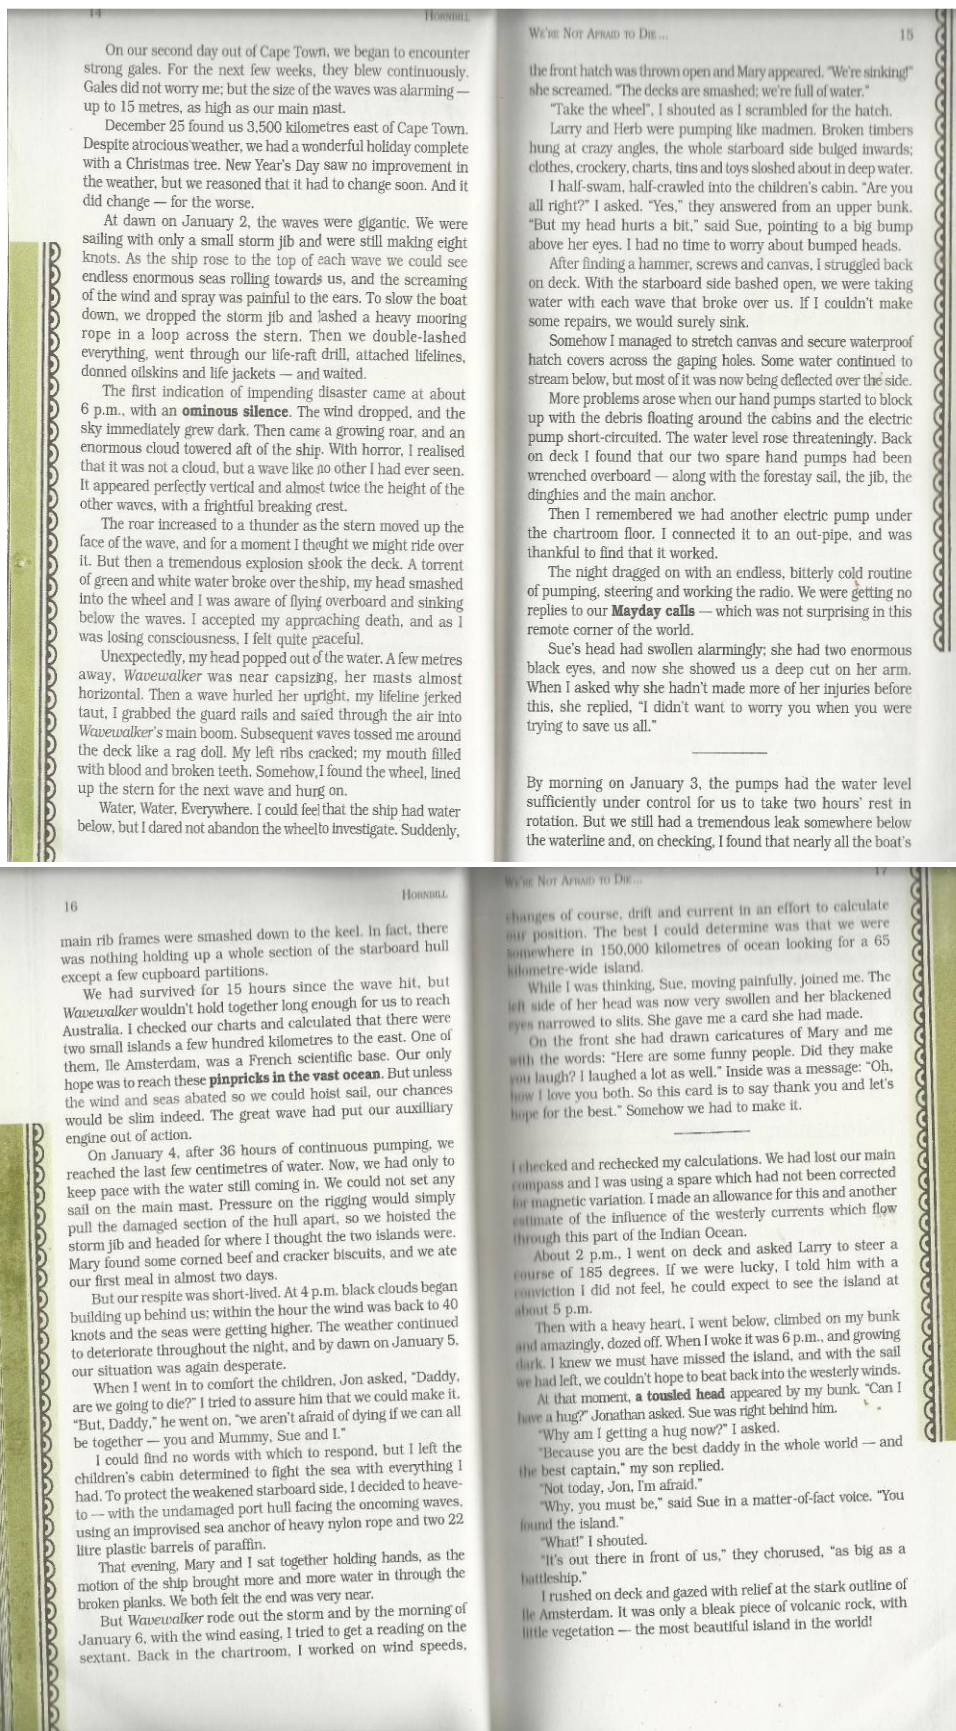 14
HORNBILL
On our second day out of Cape Town, we began to encounter
strong gales. For the next few weeks, they blew continuously.
Gales did not worry me; but the size of the waves was alarming —
up to 15 metres, as high as our main mast.
December 25 found us 3,500 kilometres east of Cape Town.
Despite atrocious weather, we had a wonderful holiday complete
with a Christmas tree. New Year's Day saw no improvement in
the weather, but we reasoned that it had to change soon. And it
did change — for the worse.
At dawn on January 2, the waves were gigantic. We were
sailing with only a small storm jib and were still making eight
knots. As the ship rose to the top of each wave we could see
endless enormous seas rolling towards us, and the screaming
of the wind and spray was painful to the ears. To slow the boat
down, we dropped the storm jib and lashed a heavy mooring
rope in a loop across the stern. Then we double-lashed
everything, went through our life-raft drill, attached lifelines,
donned oilskins and life jackets — and waited.
The first indication of impending disaster came at about
6 p.m., with an ominous silence. The wind dropped, and the
sky immediately grew dark. Then came a growing roar, and an
enormous cloud towered aft of the ship. With horror, I realised
that it was not a cloud, but a wave like no other I had ever seen.
It appeared perfectly vertical and almost twice the height of the
other waves, with a frightful breaking crest.
The roar increased to a thunder as the stern moved up the
face of the wave, and for a moment I thought we might ride over
it. But then a tremendous explosion shook the deck. A torrent
of green and white water broke over the ship, my head smashed
into the wheel and I was aware of flying overboard and sinking
below the waves. I accepted my approaching death, and as I
was losing consciousness, I felt quite peaceful.
Unexpectedly, my head popped out of the water. A few metres
away, Wavewalker was near capsizing, her masts almost
horizontal. Then a wave hurled her upright, my lifeline jerked
taut, I grabbed the guard rails and sailed through the air into
Wavewalker's main boom. Subsequent waves tossed me around
the deck like a rag doll. My left ribs cracked; my mouth filled
with blood and broken teeth. Somehow, I found the wheel, lined
up the stern for the next wave and hung on.
Water, Water, Everywhere. I could feel that the ship had water
below, but I dared not abandon the wheel to investigate. Suddenly,
WE'RE NOT AFRAID TO DIE...
15
the front hatch was thrown open and Mary appeared. "We're sinking!"
she screamed. "The decks are smashed; we're full of water."
"Take the wheel", I shouted as I scrambled for the hatch.
Larry and Herb were pumping like madmen. Broken timbers
hung at crazy angles, the whole starboard side bulged inwards;
clothes, crockery, charts, tins and toys sloshed about in deep water.
I half-swam, half-crawled into the children's cabin. "Are you
all right?" I asked. "Yes," they answered from an upper bunk.
"But my head hurts a bit," said Sue, pointing to a big bump
above her eyes. I had no time to worry about bumped heads.
After finding a hammer, screws and canvas, I struggled back
on deck. With the starboard side bashed open, we were taking
water with each wave that broke over us. If I couldn't make
some repairs, we would surely sink.
Somehow I managed to stretch canvas and secure waterproof
hatch covers across the gaping holes. Some water continued to
stream below, but most of it was now being deflected over the side.
More problems arose when our hand pumps started to block
up with the debris floating around the cabins and the electric
pump short-circuited. The water level rose threateningly. Back
on deck I found that our two spare hand pumps had been
wrenched overboard — along with the forestay sail, the jib, the
dinghies and the main anchor.
Then I remembered we had another electric pump under
the chartroom floor. I connected it to an out-pipe, and was
thankful to find that it worked.
The night dragged on with an endless, bitterly cold routine
of pumping, steering and working the radio. We were getting no
replies to our Mayday calls — which was not surprising in this
remote corner of the world.
Sue's head had swollen alarmingly; she had two enormous
black eyes, and now she showed us a deep cut on her arm.
When I asked why she hadn't made more of her injuries before
this, she replied, "I didn't want to worry you when you were
trying to save us all."
By morning on January 3, the pumps had the water level
sufficiently under control for us to take two hours' rest in
rotation. But we still had a tremendous leak somewhere below
the waterline and, on checking, I found that nearly all the boat's
16
HORNBILL
main rib frames were smashed down to the keel. In fact, there
was nothing holding up a whole section of the starboard hull
except a few cupboard partitions.
We had survived for 15 hours since the wave hit, but
Wavewalker wouldn't hold together long enough for us to reach
Australia. I checked our charts and calculated that there were
two small islands a few hundred kilometres to the east. One of
them, Ile Amsterdam, was a French scientific base. Our only
hope was to reach these pinpricks in the vast ocean. But unless
the wind and seas abated so we could hoist sail, our chances
would be slim indeed. The great wave had put our auxilliary
engine out of action.
On January 4, after 36 hours of continuous pumping, we
reached the last few centimetres of water. Now, we had only to
keep pace with the water still coming in. We could not set any
sail on the main mast. Pressure on the rigging would simply
pull the damaged section of the hull apart, so we hoisted the
storm jib and headed for where I thought the two islands were.
Mary found some corned beef and cracker biscuits, and we ate
our first meal in almost two days.
But our respite was short-lived. At 4 p.m. black clouds began
building up behind us; within the hour the wind was back to 40
knots and the seas were getting higher. The weather continued
to deteriorate throughout the night, and by dawn on January 5,
our situation was again desperate.
When I went in to comfort the children, Jon asked, "Daddy,
are we going to die?" I tried to assure him that we could make it.
"But, Daddy," he went on, "we aren't afraid of dying if we can all
be together — you and Mummy, Sue and I."
I could find no words with which to respond, but I left the
children's cabin determined to fight the sea with everything I
had. To protect the weakened starboard side, I decided to heave-
to — with the undamaged port hull facing the oncoming waves,
using an improvised sea anchor of heavy nylon rope and two 22
litre plastic barrels of paraffin.
That evening, Mary and I sat together holding hands, as the
motion of the ship brought more and more water in through the
broken planks. We both felt the end was very near.
But Wavewalker rode out the storm and by the morning of
January 6, with the wind easing, I tried to get a reading on the
sextant. Back in the chartroom, I worked on wind speeds,
WE'RE NOT AFRAID TO DIE...
17
changes of course, drift and current in an effort to calculate
our position. The best I could determine was that we were
somewhere in 150,000 kilometres of ocean looking for a 65
kilometre-wide island.
While I was thinking, Sue, moving painfully, joined me. The
left side of her head was now very swollen and her blackened
eyes narrowed to slits. She gave me a card she had made.
On the front she had drawn caricatures of Mary and me
with the words: "Here are some funny people. Did they make
you laugh? I laughed a lot as well." Inside was a message: "Oh,
how I love you both. So this card is to say thank you and let's
hope for the best." Somehow we had to make it.
I checked and rechecked my calculations. We had lost our main
compass and I was using a spare which had not been corrected
for magnetic variation. I made an allowance for this and another
estimate of the influence of the westerly currents which flow
through this part of the Indian Ocean.
About 2 p.m., I went on deck and asked Larry to steer a
course of 185 degrees. If we were lucky, I told him with a
conviction I did not feel, he could expect to see the island at
about 5 p.m.
Then with a heavy heart, I went below, climbed on my bunk
and amazingly, dozed off. When I woke it was 6 p.m., and growing
dark. I knew we must have missed the island, and with the sail
we had left, we couldn't hope to beat back into the westerly winds.
At that moment, a tousled head appeared by my bunk. "Can I
have a hug?" Jonathan asked. Sue was right behind him.
"Why am I getting a hug now?" I asked.
"Because you are the best daddy in the whole world — and
the best captain," my son replied.
"Not today, Jon, I'm afraid."
"Why, you must be," said Sue in a matter-of-fact voice. "You
found the island."
"What!" I shouted.
"It's out there in front of us," they chorused, "as big as a
battleship."
I rushed on deck and gazed with relief at the stark outline of
Ile Amsterdam. It was only a bleak piece of volcanic rock, with
little vegetation — the most beautiful island in the world!